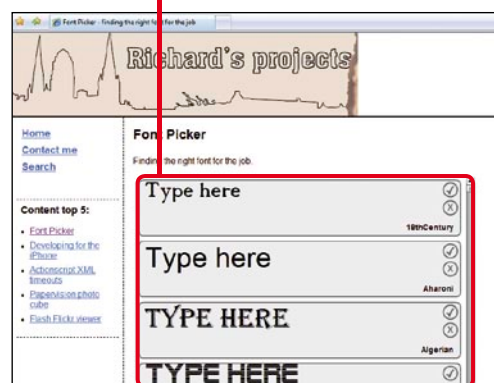 Font Picker - Finding the right font for the job
Richard's projects
Home
Contact me
Search
Content top 5:
Font Picker
Developing for the
iPhone
Actionscript XML
timeouts
Papervision photo
cube
Flash Flickr viewer
Font Picker
Finding the right font for the job.
Type here
18thCentury
Type here
Aharoni
TYPE HERE
Algerian
TYPE HERE